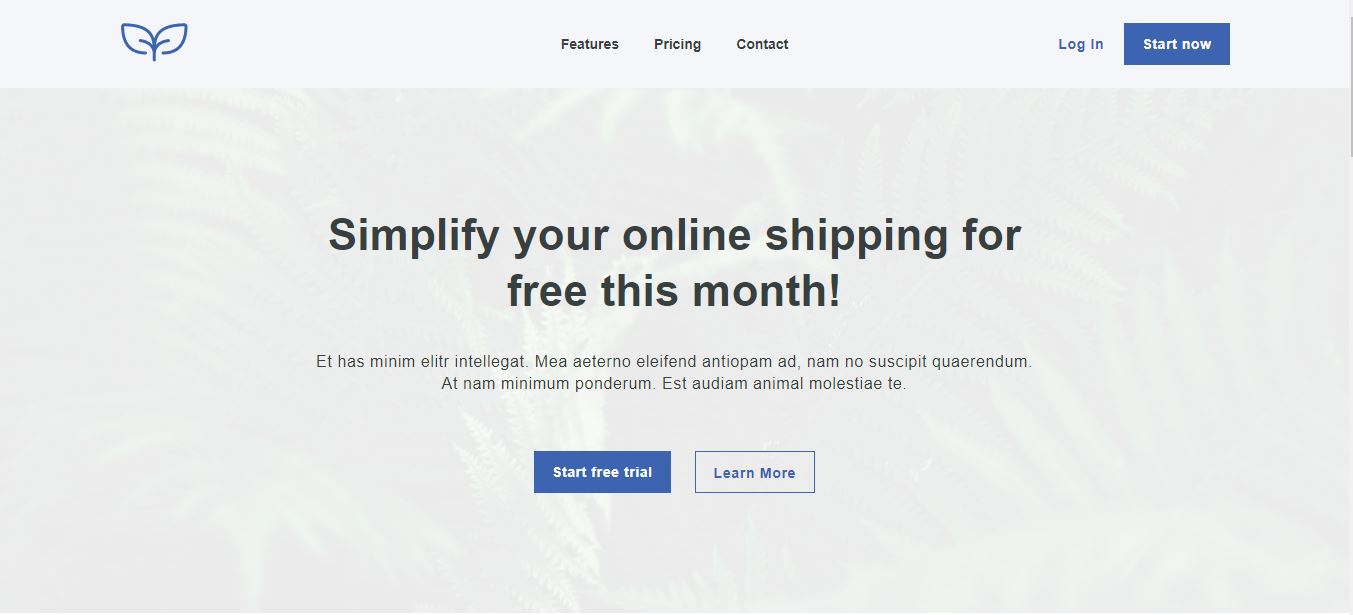 Features Pricing Contact Log In Start now
Simplify your online shipping for
free this month!
Et has minim elitr intellegat. Mea aeterno eleifend antiopam ad, nam no suscipit quaerendum.
At nam minimum ponderum. Est audiam animal molestiae te.
Start free trial Learn More